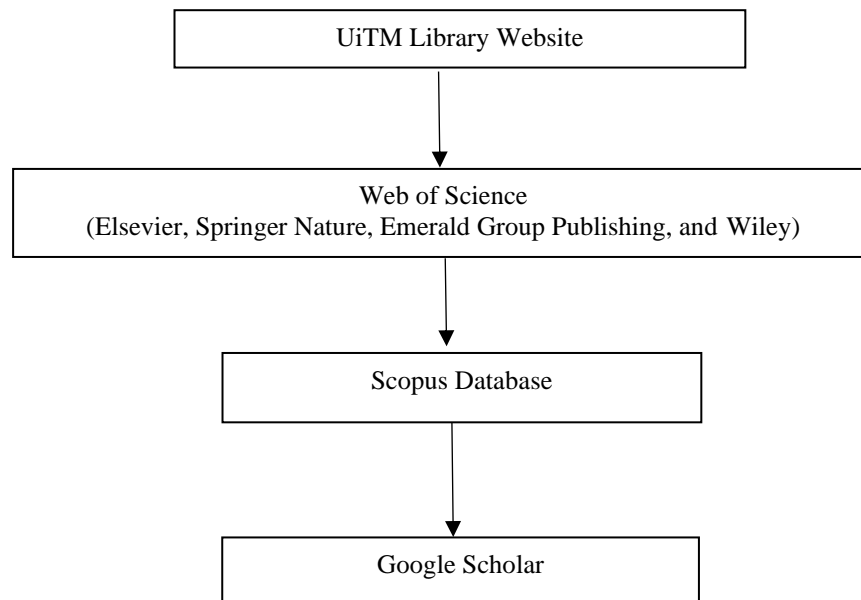 UiTM Library Website
Web of Science
(Elsevier, Springer Nature, Emerald Group Publishing, and Wiley)
Scopus Database
Google Scholar